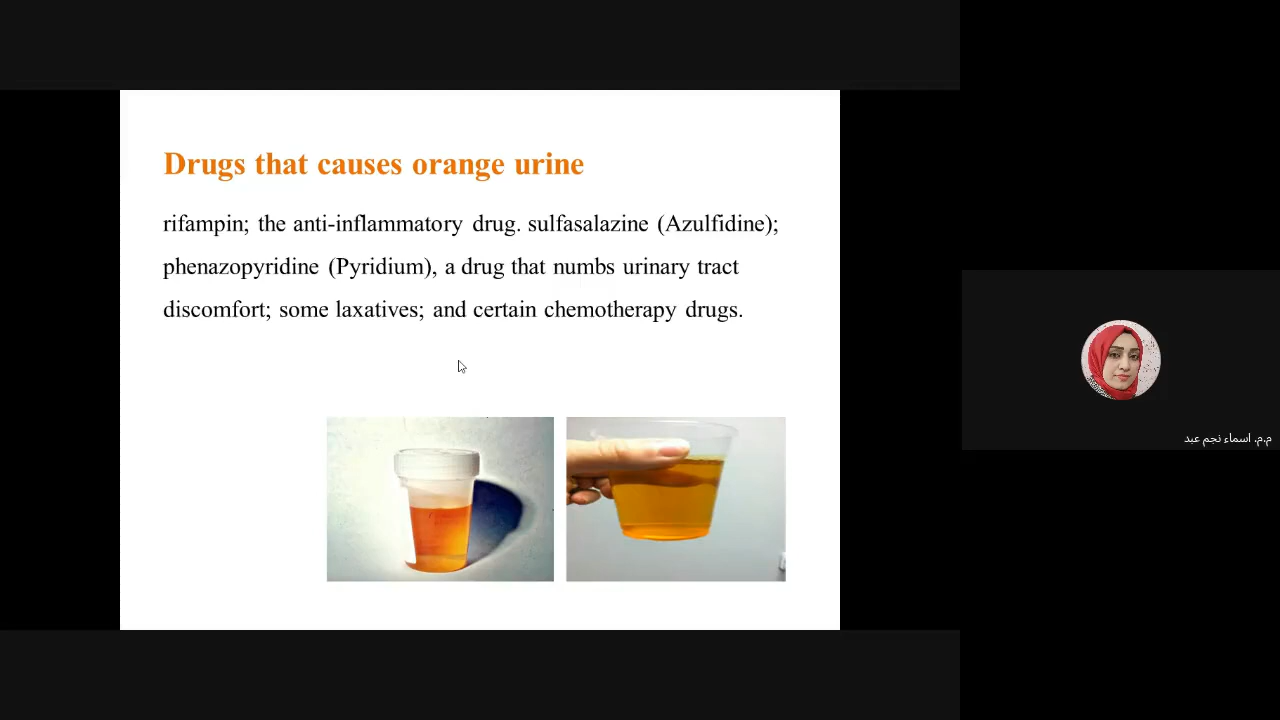 Drugs that causes orange urine
rifampin; the anti-inflammatory drug. sulfasalazine (Azulfidine);
phenazopyridine (Pyridium), a drug that numbs urinary tract
discomfort; some laxatives; and certain chemotherapy drugs.
م.م. اسماء نجم عبد